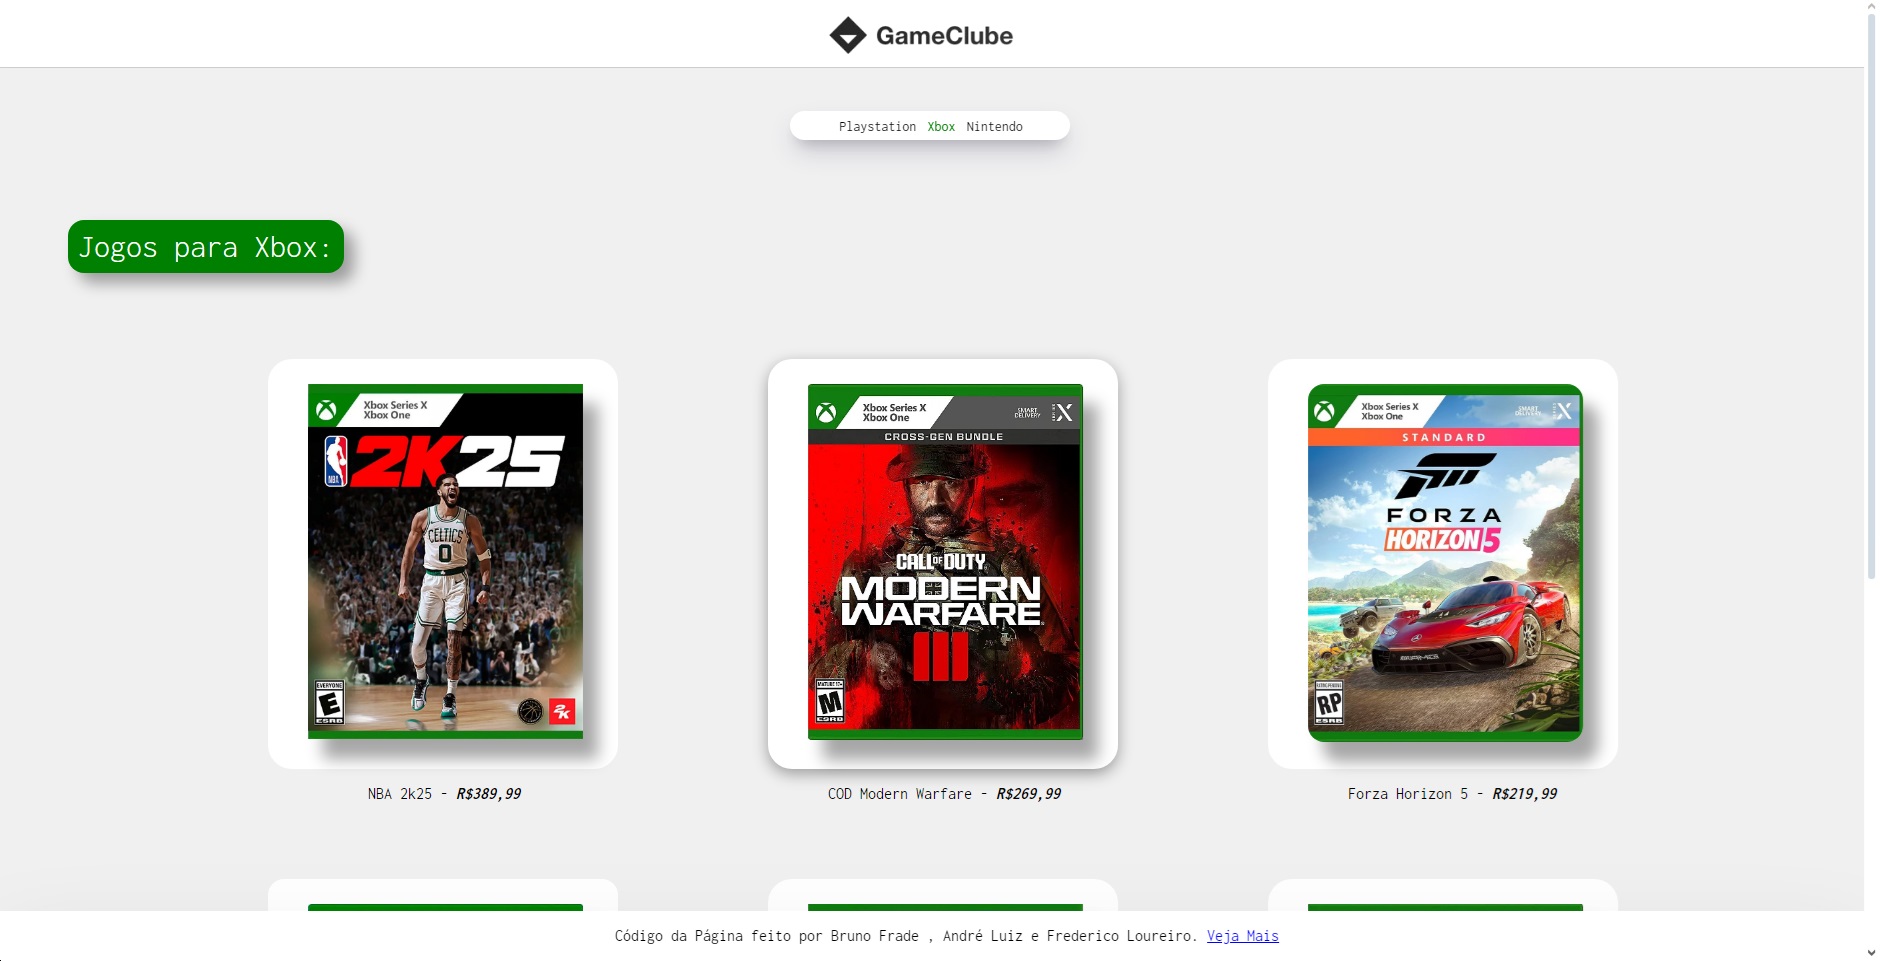 GameClube
Playstation Xbox Nintendo
Jogos para Xbox:
Xbox Series X
Xbox One
NBA
2K25
CELTICS
0
EVERYONE
E
ESRB
2K
NBA 2k25 - R$389,99
Xbox Series X
Xbox One
SMART
DELIVERY
X
CROSS-GEN BUNDLE
CALL OF DUTY
MODERN
WARFARE
III
MATURE 17+
M
ESRB
COD Modern Warfare - R$269,99
Xbox Series X
Xbox One
SMART
DELIVERY
X
STANDARD
FORZA
HORIZON 5
RATING PENDING
RP
ESRB
Forza Horizon 5 - R$219,99
Código da Página feito por Bruno Frade , André Luiz e Frederico Loureiro. Veja Mais